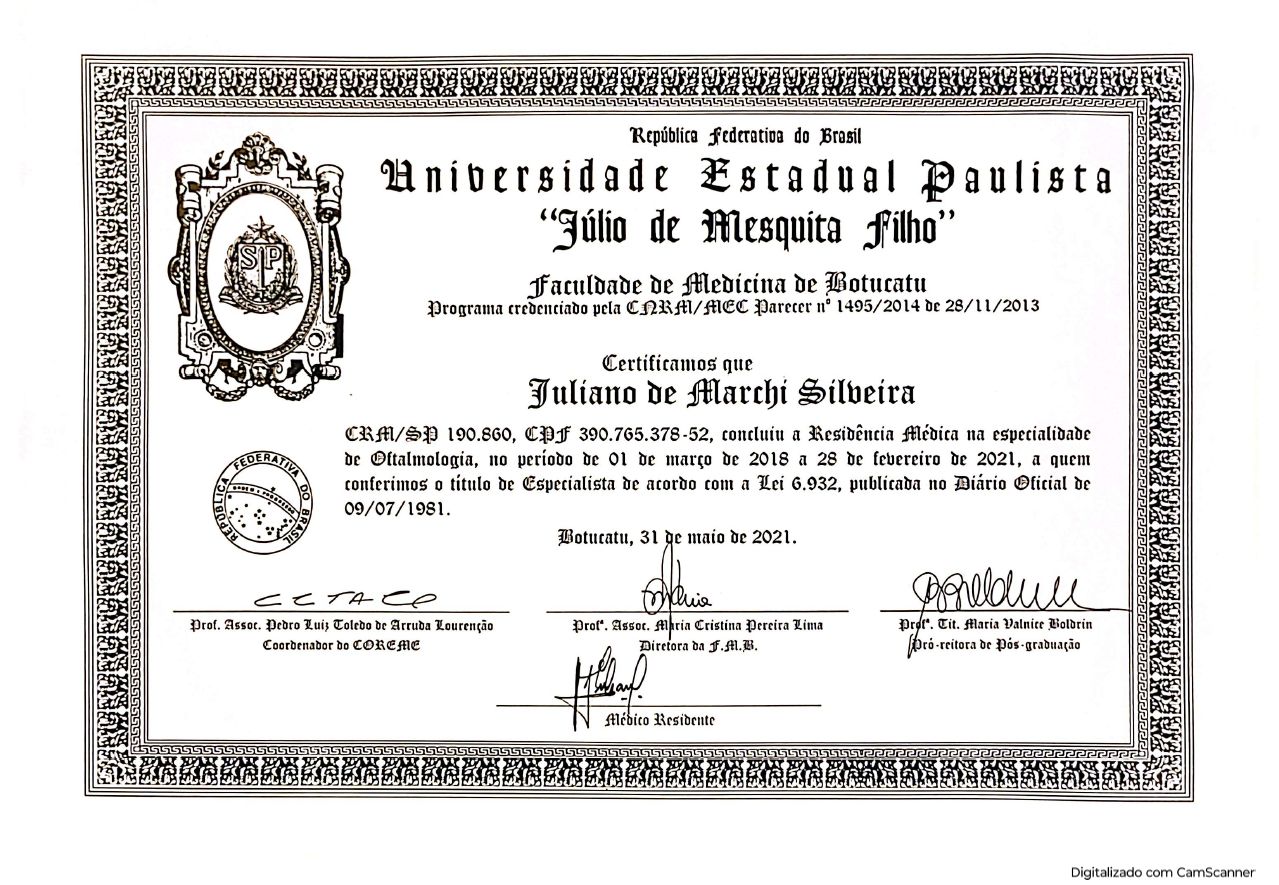 República Federativa do Brasil
Universidade Estadual Paulista
“Júlio de Mesquita Filho”
Faculdade de Medicina de Botucatu
Programa credenciado pela CNRM/MEC Parecer nº 1495/2014 de 28/11/2013
Certificamos que
Juliano de Marchi Silveira
CRM/SP 190.860, CPF 390.765.378-52, concluiu a Residência Médica na especialidade
de Oftalmologia, no período de 01 de março de 2018 a 28 de fevereiro de 2021, a quem
conferimos o título de Especialista de acordo com a Lei 6.932, publicada no Diário Oficial de
09/07/1981.
SP
REPÚBLICA FEDERATIVA DO BRASIL
Botucatu, 31 de maio de 2021.
Prof. Assoc. Pedro Luiz Toledo de Arruda Lourenção
Coordenador do COREME
Profª. Assoc. Maria Cristina Pereira Lima
Diretora da F.M.B.
Profª. Tit. Maria Valnice Boldrin
Pró-reitora de Pós-graduação
Médico Residente
Digitalizado com CamScanner